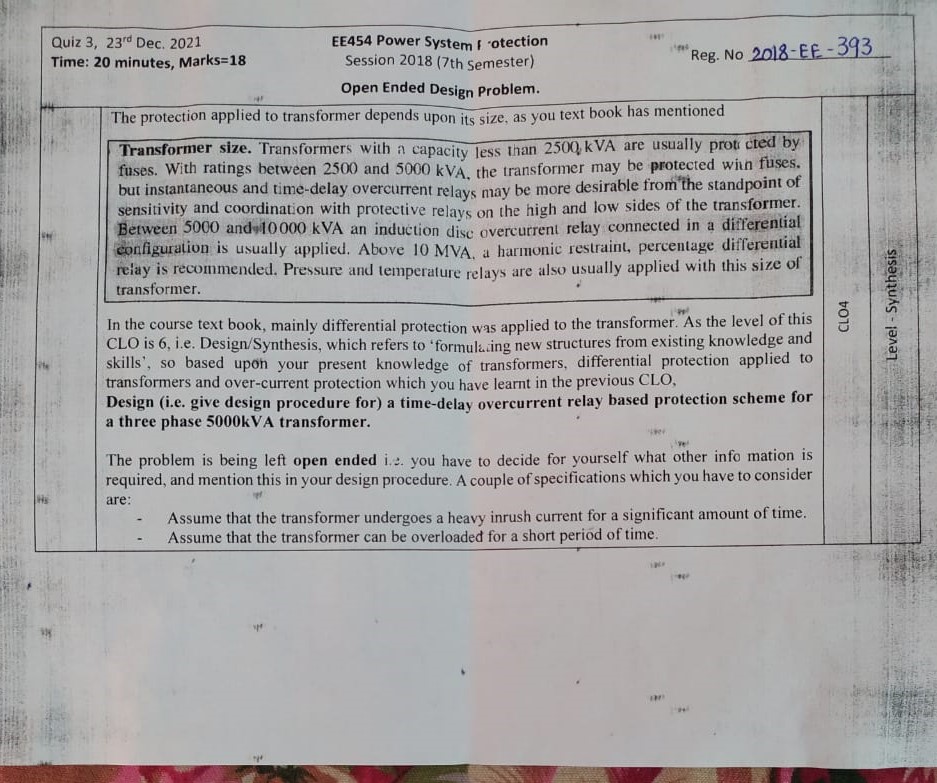 Quiz 3, 23rd Dec. 2021
EE454 Power System P otection
Reg. No 2018-EE-393
Time: 20 minutes, Marks=18
Session 2018 (7th Semester)
Open Ended Design Problem.
The protection applied to transformer depends upon its size, as you text book has mentioned
Transformer size. Transformers with a capacity less than 2500 kVA are usually prot cted by
fuses. With ratings between 2500 and 5000 kVA, the transformer may be protected with fuses,
but instantaneous and time-delay overcurrent relays may be more desirable from the standpoint of
sensitivity and coordination with protective relays on the high and low sides of the transformer.
Between 5000 and 10000 kVA an induction disc overcurrent relay connected in a differential
configuration is usually applied. Above 10 MVA, a harmonic restraint, percentage differential
relay is recommended. Pressure and temperature relays are also usually applied with this size of
transformer.
In the course text book, mainly differential protection was applied to the transformer. As the level of this
CLO is 6, i.e. Design/Synthesis, which refers to 'formulating new structures from existing knowledge and
skills', so based upon your present knowledge of transformers, differential protection applied to
transformers and over-current protection which you have learnt in the previous CLO,
Design (i.e. give design procedure for) a time-delay overcurrent relay based protection scheme for
a three phase 5000kVA transformer.
The problem is being left open ended i.e. you have to decide for yourself what other info mation is
required, and mention this in your design procedure. A couple of specifications which you have to consider
are:
- Assume that the transformer undergoes a heavy inrush current for a significant amount of time.
- Assume that the transformer can be overloaded for a short period of time.
CLO4
Level - Synthesis